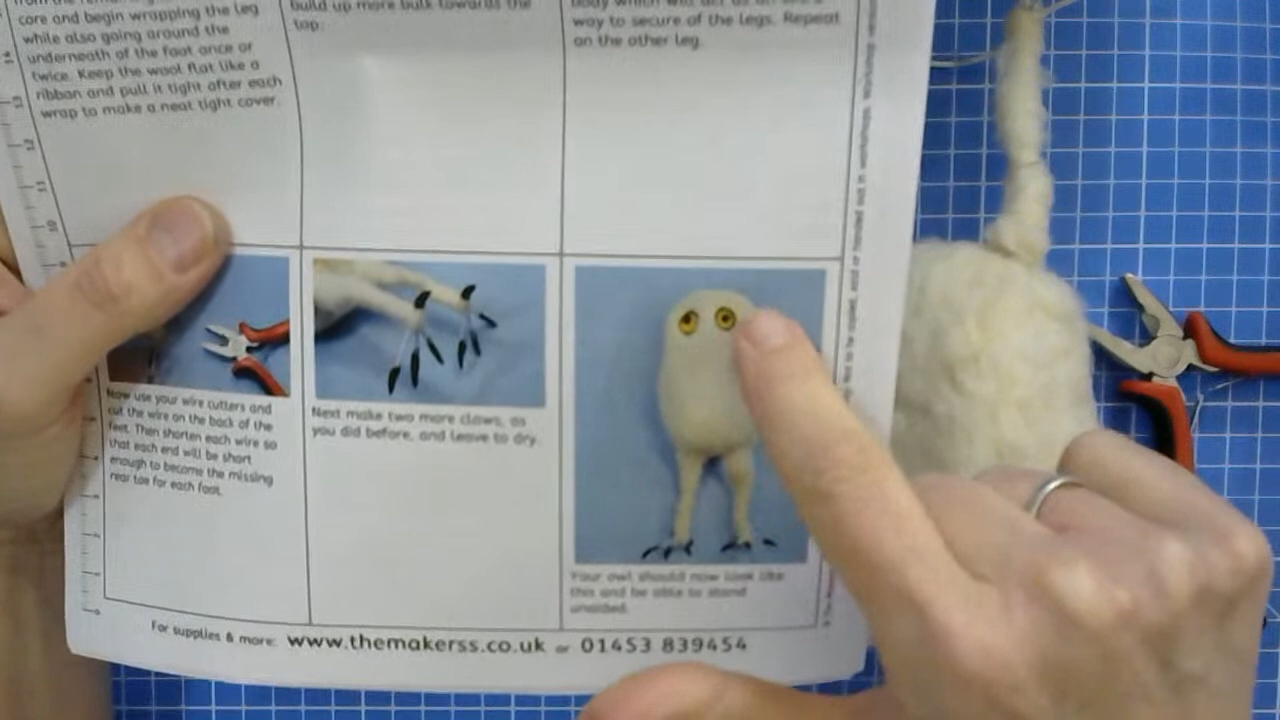 core and begin wrapping the leg
while also going around the
underneath of the foot once or
twice. Keep the wool flat like a
ribbon and pull it tight after each
wrap to make a neat tight cover.
build up more bulk towards the
top.
way to secure of the legs. Repeat
on the other leg.
Now use your wire cutters and
cut the wire on the back of the
feet. Then shorten each wire so
that each end will be short
enough to become the missing
rear toe for each foot.
Next make two more claws, as
you did before, and leave to dry.
Your owl should now look like
this and be able to stand
unaided.
For supplies & more: www.themakerss.co.uk or 01453 839454
14
13
12
11
10